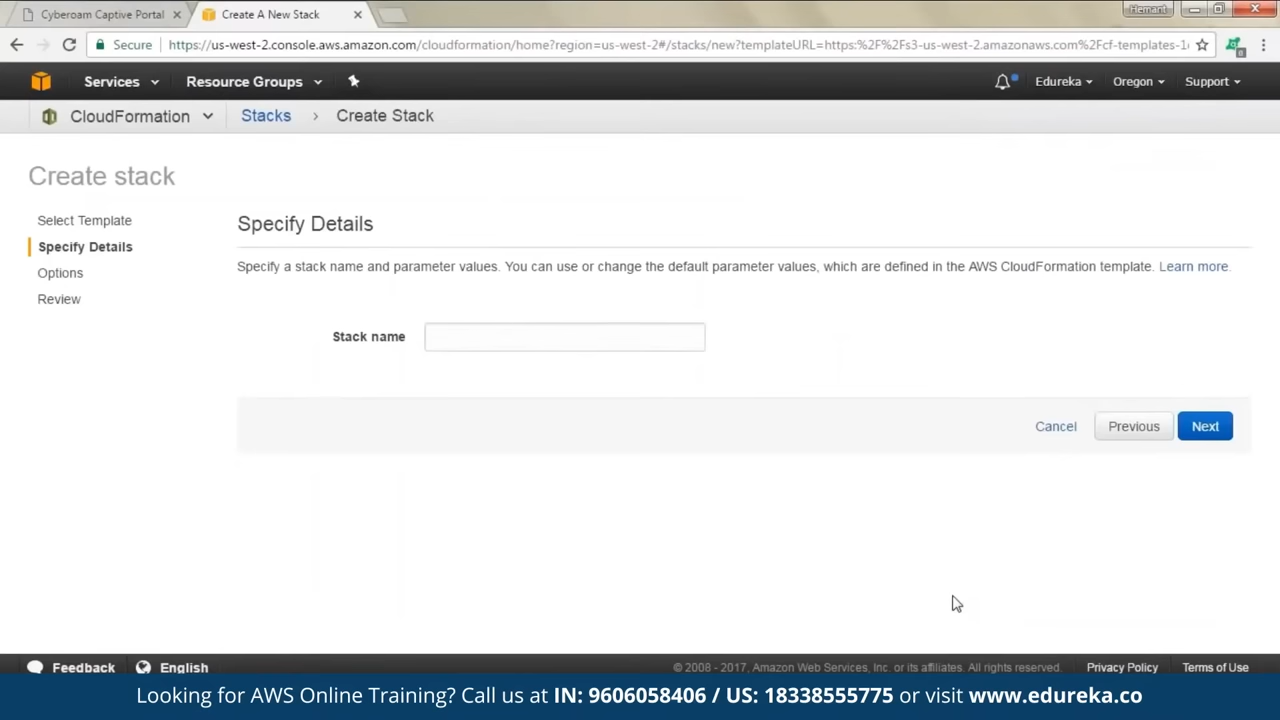 Cyberoam Captive Portal
Create A New Stack
Hemant
Secure https://us-west-2.console.aws.amazon.com/cloudformation/home?region=us-west-2#/stacks/new?templateURL=https:%2F%2Fs3-us-west-2.amazonaws.com%2Fcf-templates-1
Services Resource Groups Edureka Oregon Support
CloudFormation Stacks › Create Stack
Create stack
Select Template
Specify Details
Options
Review
Specify Details
Specify a stack name and parameter values. You can use or change the default parameter values, which are defined in the AWS CloudFormation template. Learn more.
Stack name
Cancel Previous Next
Feedback English © 2008 - 2017, Amazon Web Services, Inc. or its affiliates. All rights reserved. Privacy Policy Terms of Use
Looking for AWS Online Training? Call us at IN: 9606058406 / US: 18338555775 or visit www.edureka.co